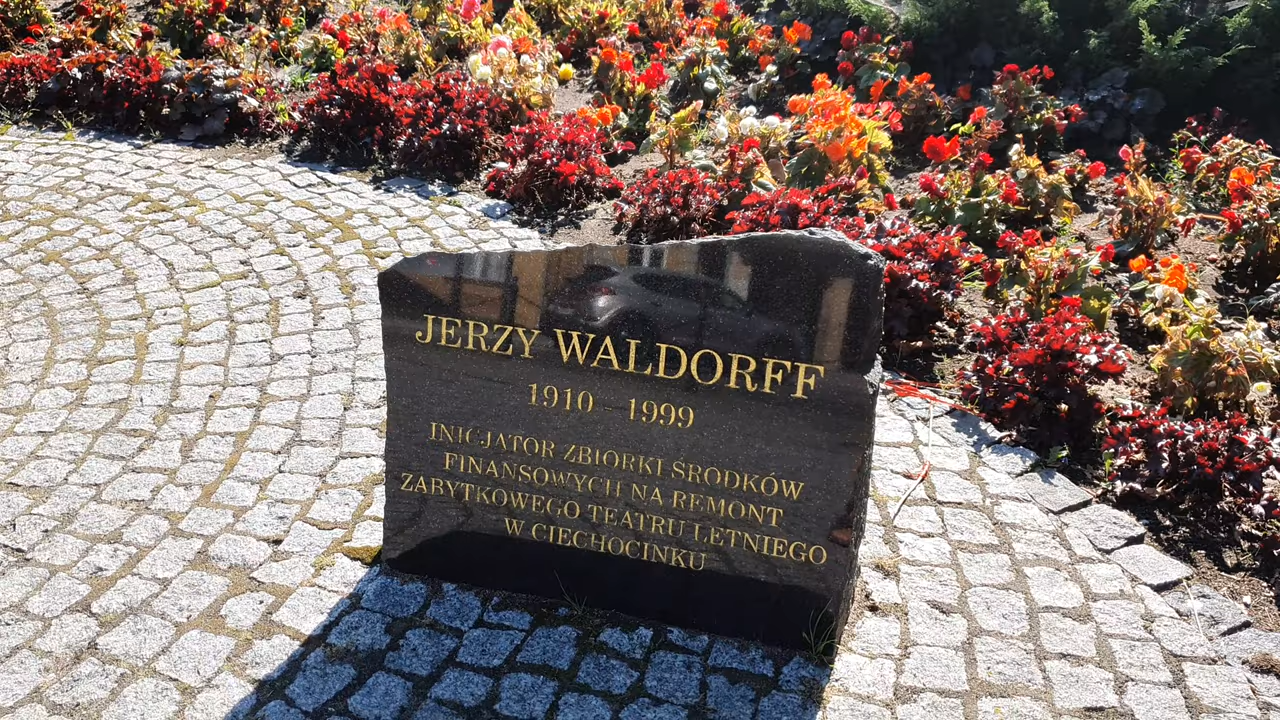 JERZY WALDORFF
1910 - 1999
INICJATOR ZBIÓRKI ŚRODKÓW
FINANSOWYCH NA REMONT
ZABYTKOWEGO TEATRU LETNIEGO
W CIECHOCINKU